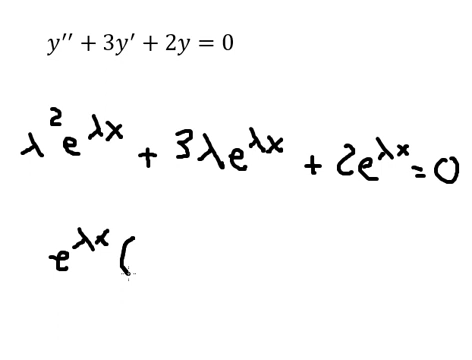 y″ + 3y′ + 2y = 0
λ²e^λx + 3λe^λx + 2e^λx = 0
e^λx (